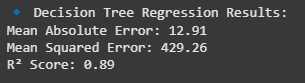 🔹 Decision Tree Regression Results:
Mean Absolute Error: 12.91
Mean Squared Error: 429.26
R² Score: 0.89